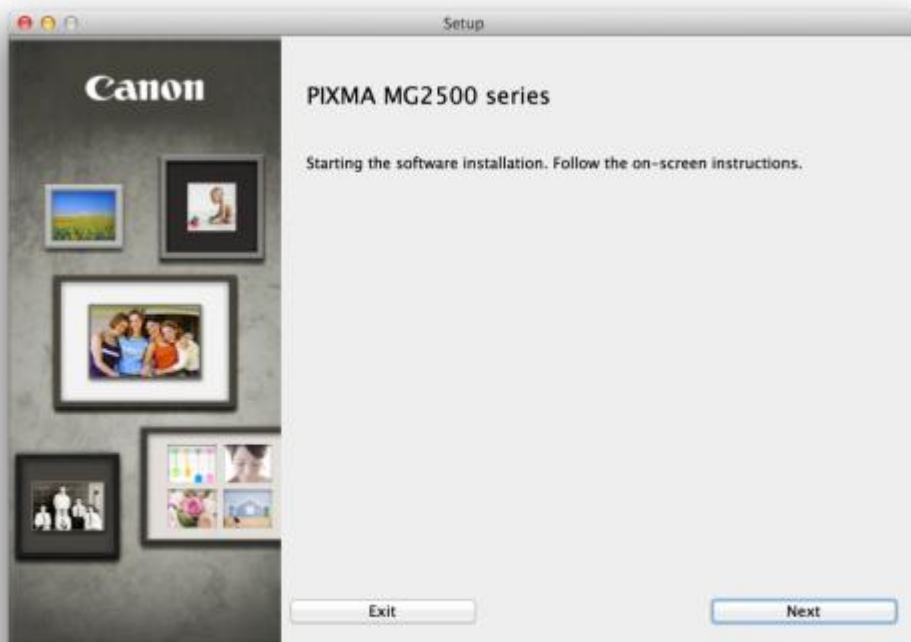 Setup
Canon
PIXMA MG2500 series
Starting the software installation. Follow the on-screen instructions.
Exit
Next